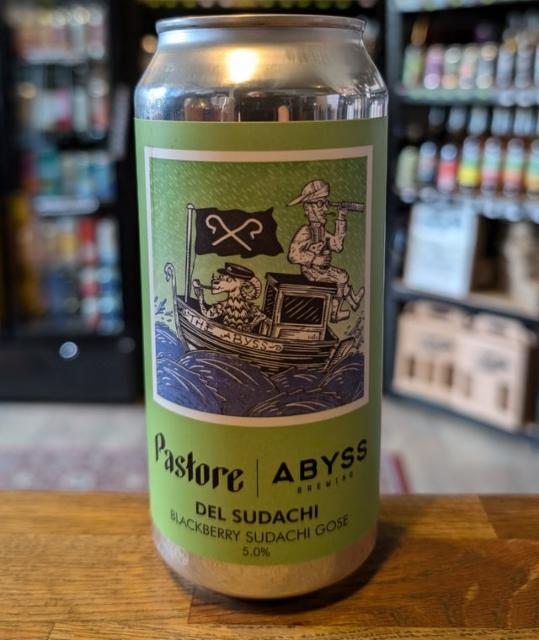 THE ABYSS
Pastore | ABYSS
BREWING
DEL SUDACHI
BLACKBERRY SUDACHI GOSE
5.0%